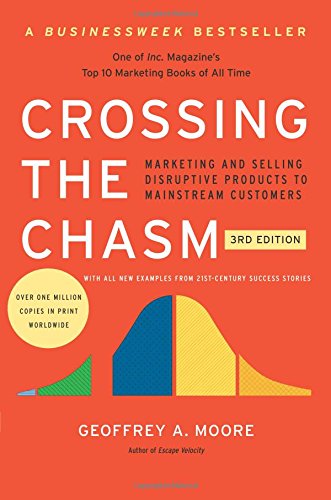 A BUSINESSWEEK BESTSELLER
One of Inc. Magazine's
Top 10 Marketing Books of All Time
CROSSING
THE
CHASM
MARKETING AND SELLING
DISRUPTIVE PRODUCTS TO
MAINSTREAM CUSTOMERS
3RD EDITION
WITH ALL NEW EXAMPLES FROM 21ST-CENTURY SUCCESS STORIES
OVER ONE MILLION
COPIES IN PRINT
WORLDWIDE
GEOFFREY A. MOORE
Author of Escape Velocity